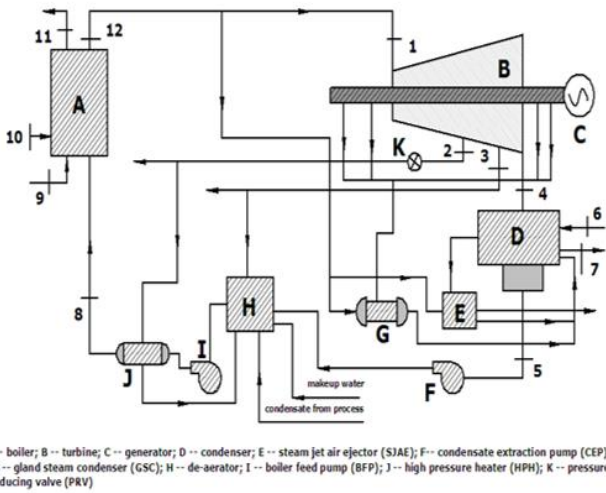 11
12
1
A
B
C
10
K
2
3
4
9
6
D
7
H
E
8
G
I
J
F
5
makeup water
condensate from process
- boiler; B -- turbine; C -- generator; D -- condenser; E -- steam jet air ejector (SJAE); F-- condensate extraction pump (CEP)
-- gland steam condenser (GSC); H -- de-aerator; I -- boiler feed pump (BFP); J -- high pressure heater (HPH); K -- pressure
ducing valve (PRV)